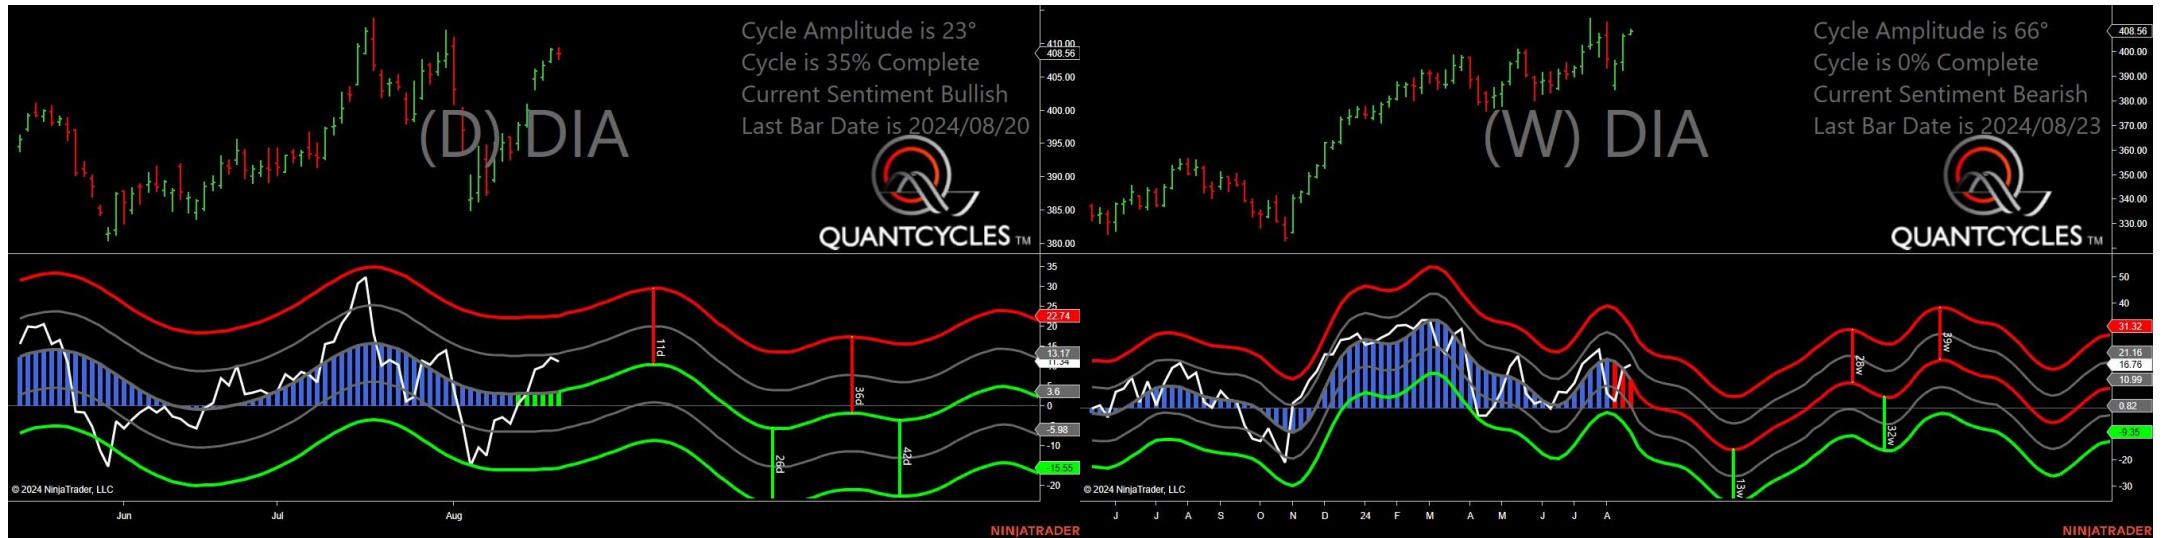 Cycle Amplitude is 23°
Cycle is 35% Complete
Current Sentiment Bullish
Last Bar Date is 2024/08/20
(D) DIA
QUANTCYCLES TM
410.00
408.56
405.00
400.00
395.00
390.00
385.00
380.00
35
30
25
22.74
20
15
13.17
11.34
5
3.6
0
-5.98
-10
-15.55
-20
11d
26d
36d
42d
© 2024 NinjaTrader, LLC
Jun Jul Aug
NINJATRADER
Cycle Amplitude is 66°
Cycle is 0% Complete
Current Sentiment Bearish
Last Bar Date is 2024/08/23
(W) DIA
QUANTCYCLES TM
408.56
400.00
390.00
380.00
370.00
360.00
350.00
340.00
330.00
50
40
31.32
21.16
16.76
10.99
0.82
-9.35
-20
-30
13w
28w
32w
39w
© 2024 NinjaTrader, LLC
J J A S O N D 24 F M A M J J A
NINJATRADER